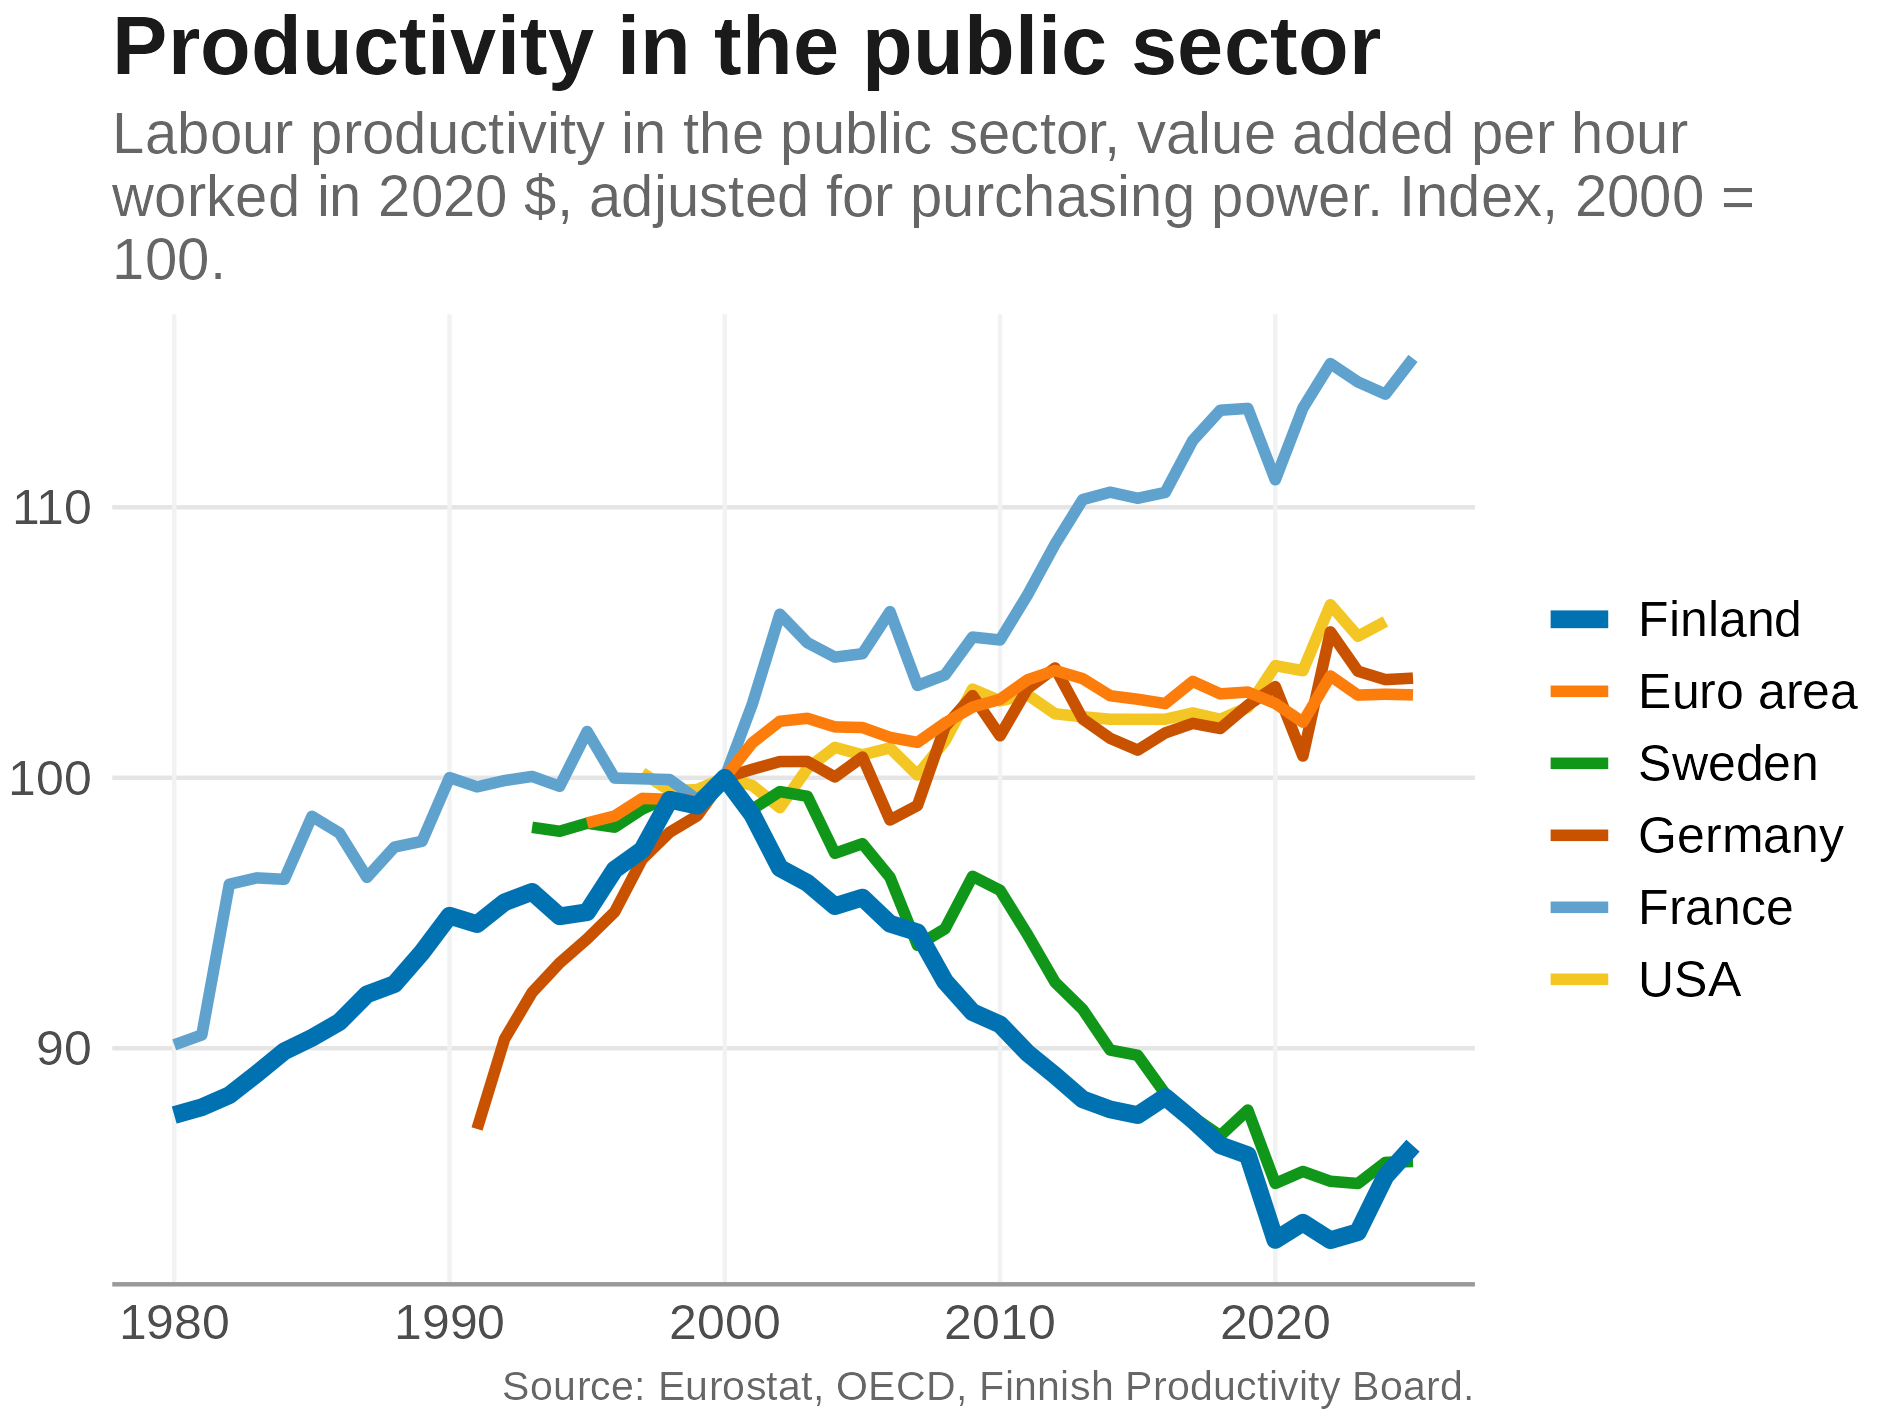 Productivity in the public sector
Labour productivity in the public sector, value added per hour
worked in 2020 $, adjusted for purchasing power. Index, 2000 =
100.
110
100
90
1980 1990 2000 2010 2020
Finland
Euro area
Sweden
Germany
France
USA
Source: Eurostat, OECD, Finnish Productivity Board.